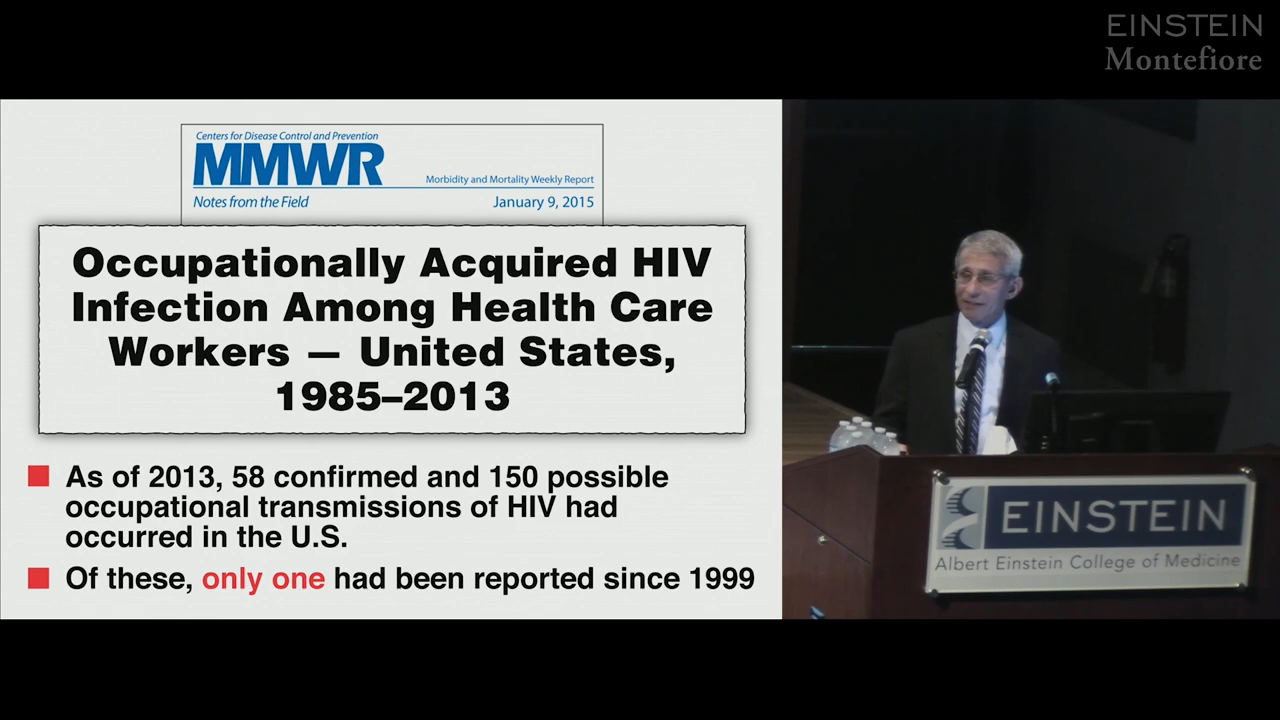 EINSTEIN
Montefiore
Centers for Disease Control and Prevention
MMWR
Morbidity and Mortality Weekly Report
Notes from the Field
January 9, 2015
Occupationally Acquired HIV
Infection Among Health Care
Workers — United States,
1985–2013
As of 2013, 58 confirmed and 150 possible
occupational transmissions of HIV had
occurred in the U.S.
Of these, only one had been reported since 1999
EINSTEIN
Albert Einstein College of Medicine